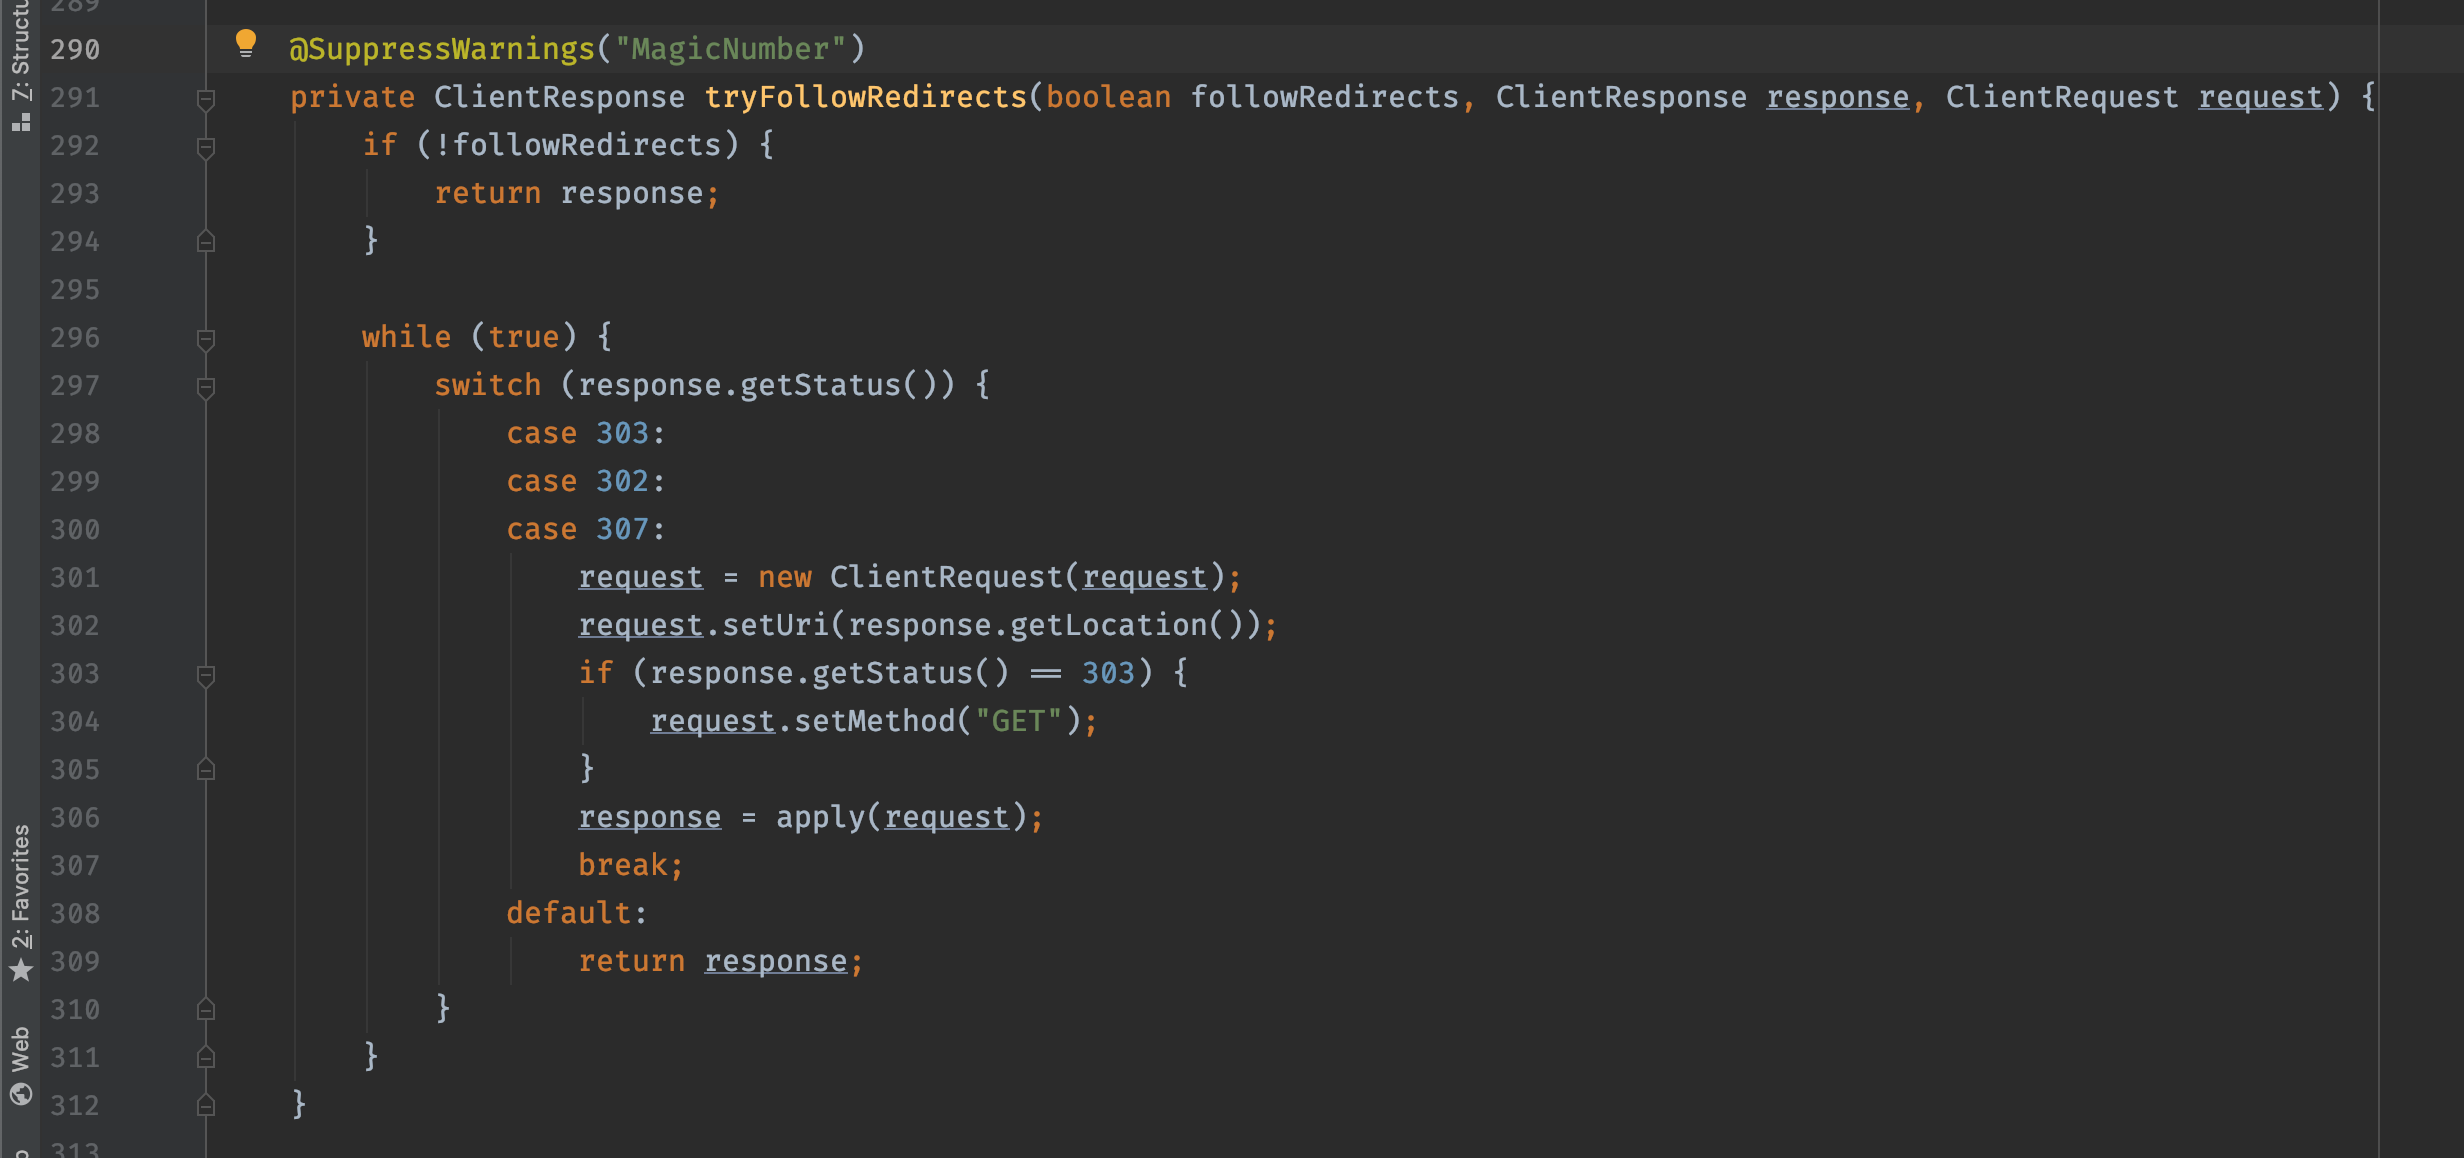 289
290 @SuppressWarnings("MagicNumber")
291 private ClientResponse tryFollowRedirects(boolean followRedirects, ClientResponse response, ClientRequest request) {
292 if (!followRedirects) {
293 return response;
294 }
295
296 while (true) {
297 switch (response.getStatus()) {
298 case 303:
299 case 302:
300 case 307:
301 request = new ClientRequest(request);
302 request.setUri(response.getLocation());
303 if (response.getStatus() == 303) {
304 request.setMethod("GET");
305 }
306 response = apply(request);
307 break;
308 default:
309 return response;
310 }
311 }
312 }
313
7: Structu
2: Favorites
Web